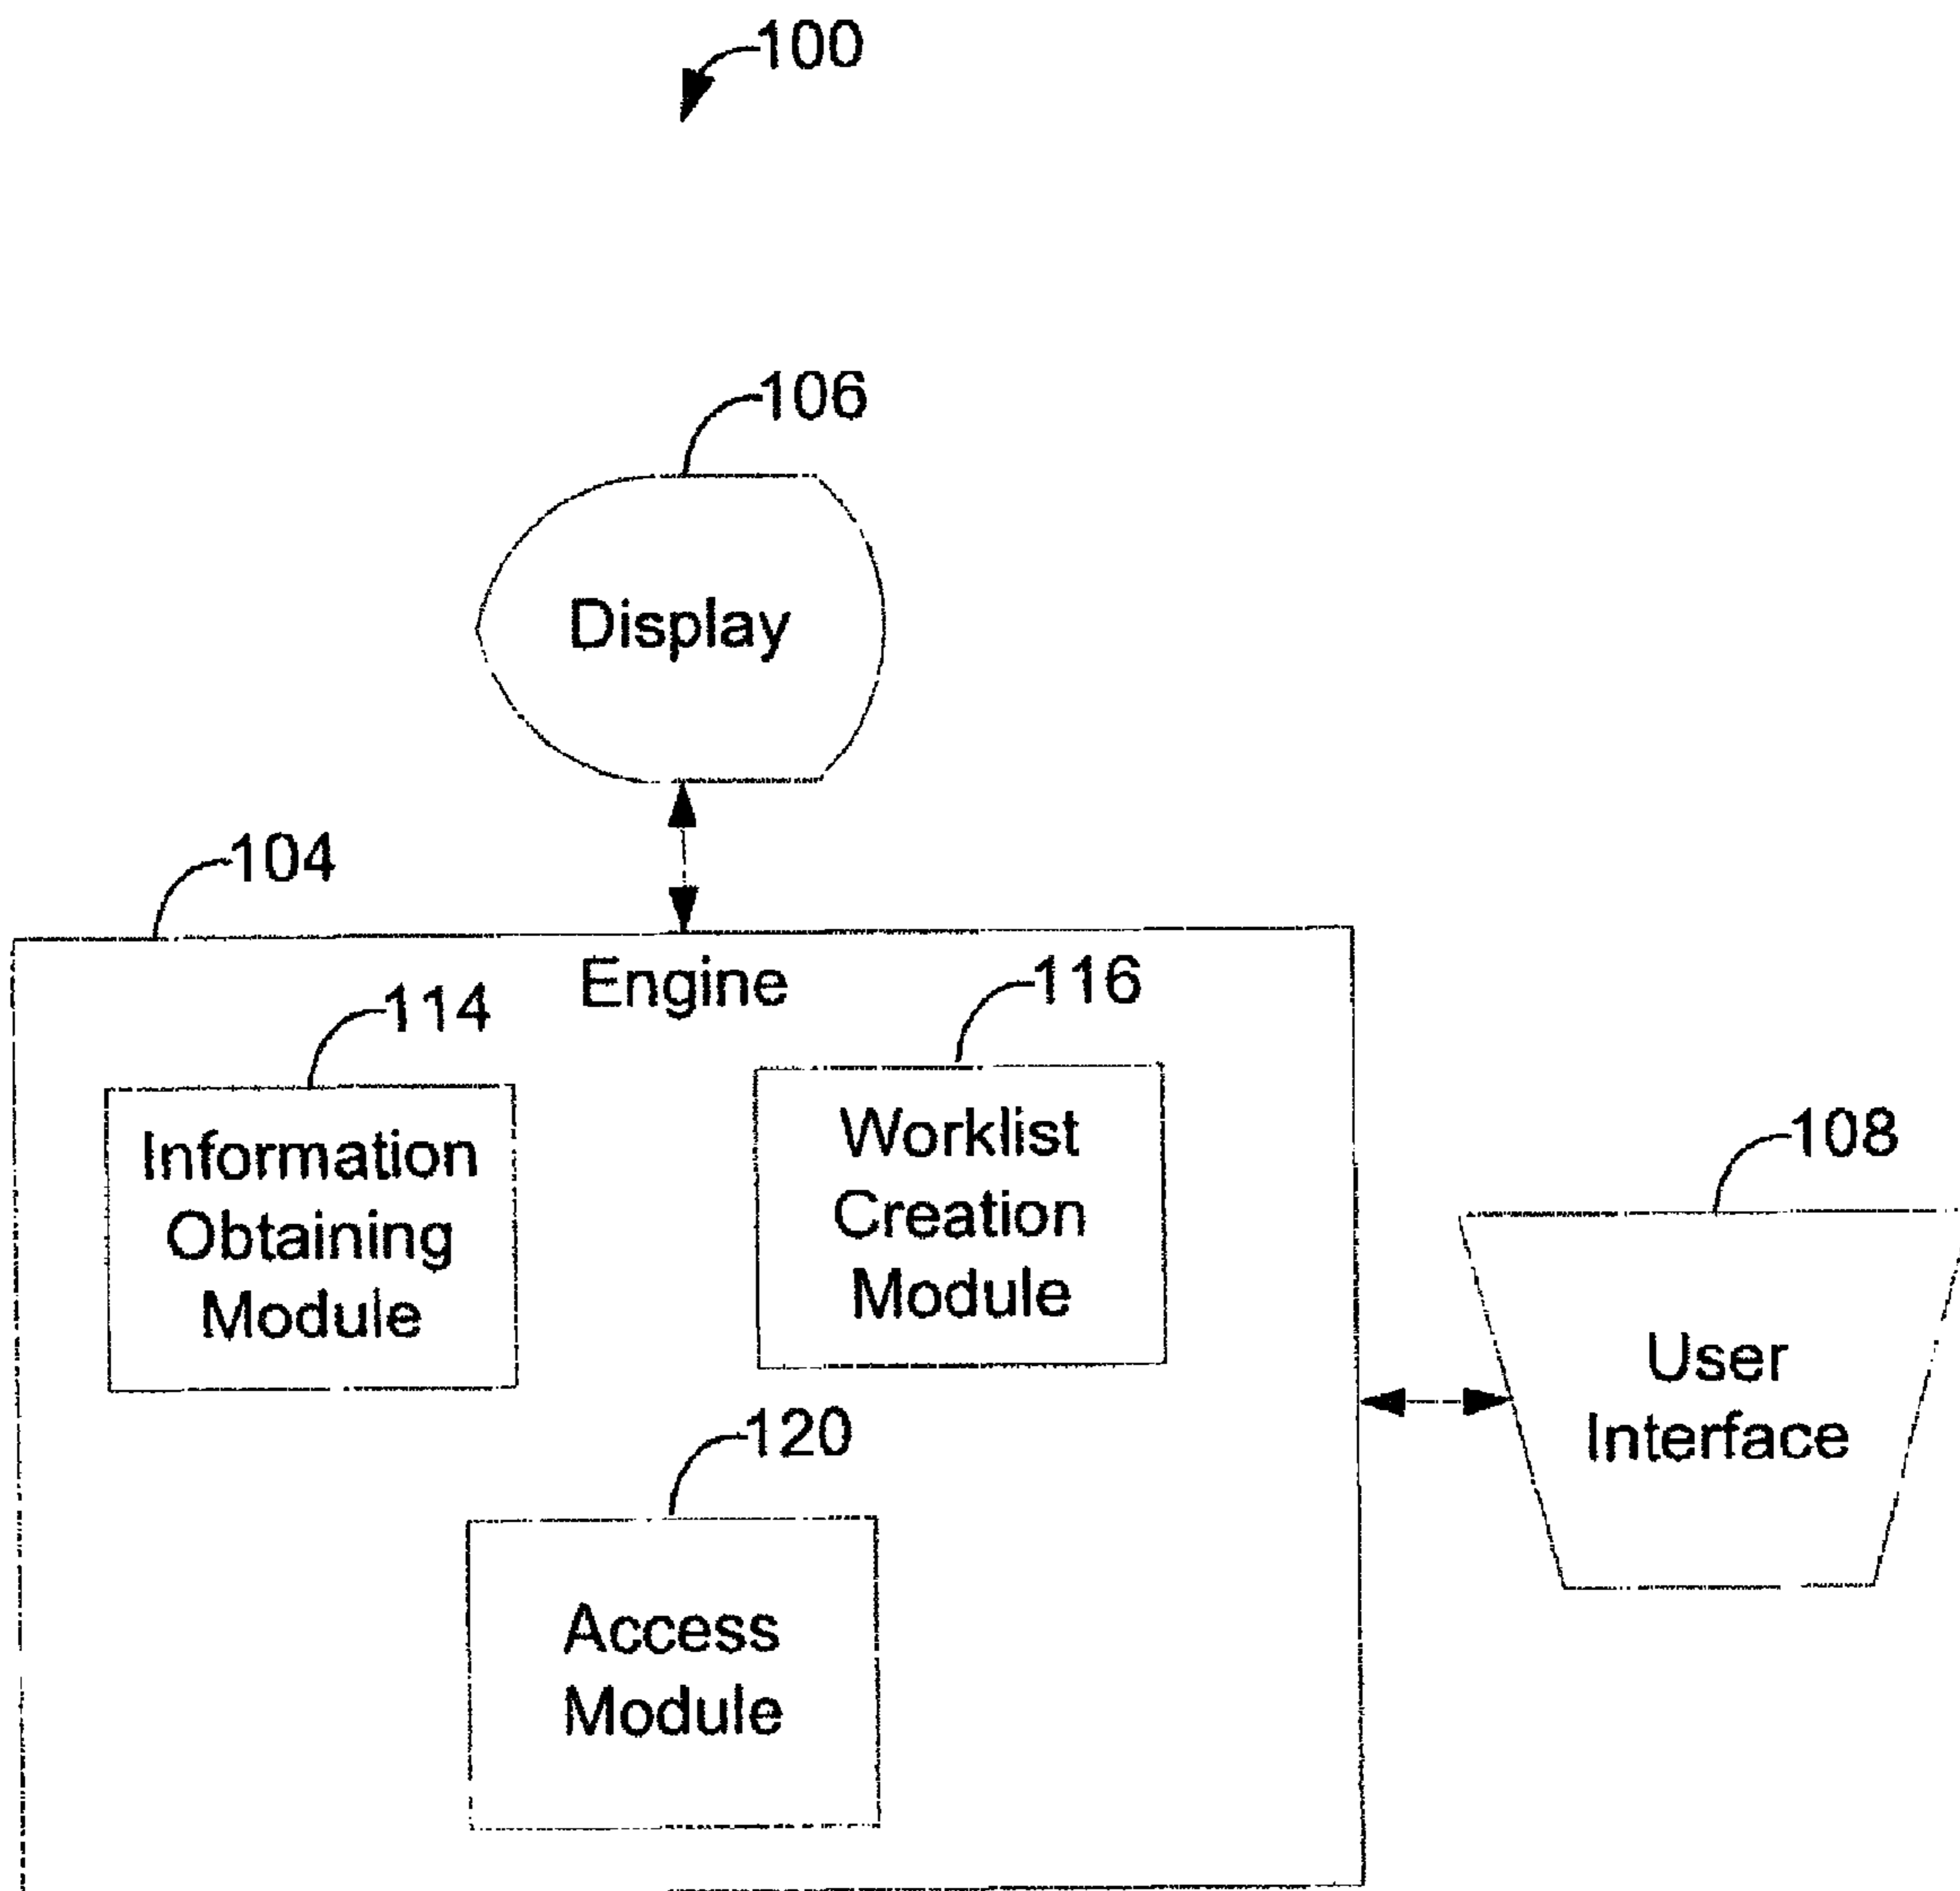 100
106
Display
104
Engine
114
116
Information
Obtaining
Module
Worklist
Creation
Module
108
User
Interface
120
Access
Module